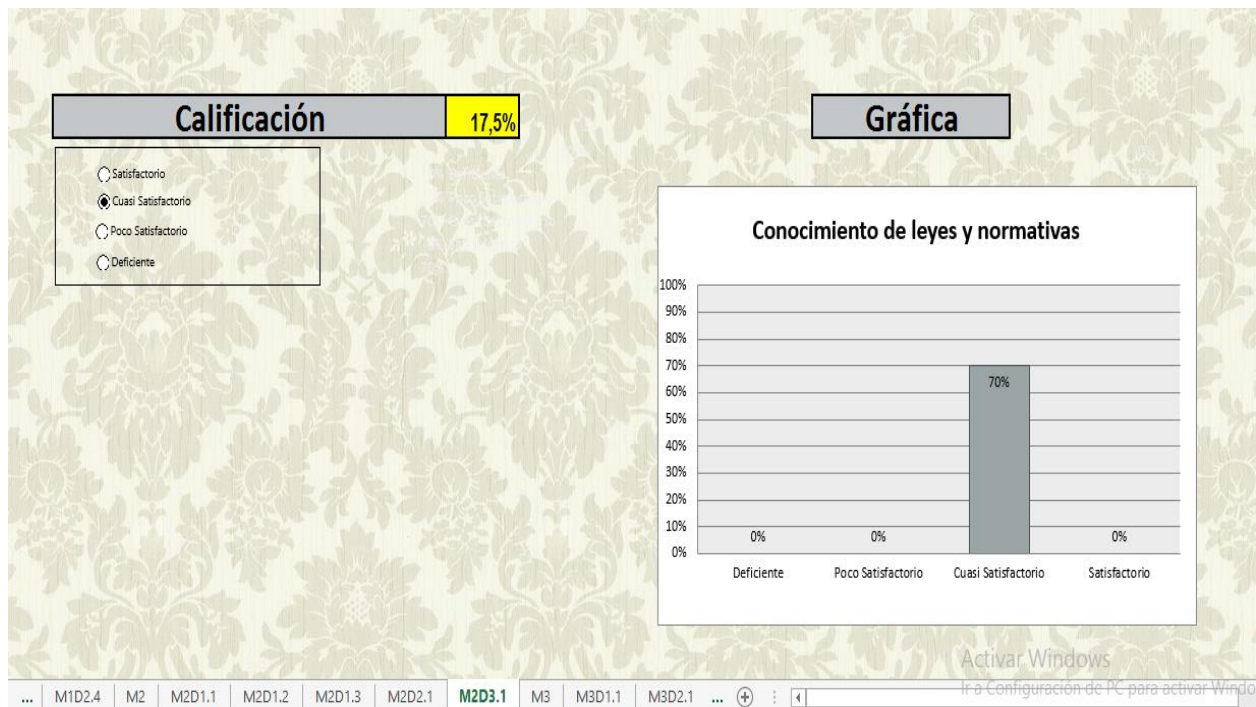 Calificación 17,5%
Satisfactorio
Cuasi Satisfactorio
Poco Satisfactorio
Deficiente
Gráfica
Conocimiento de leyes y normativas
100%
90%
80%
70%
60%
50%
40%
30%
20%
10%
0%
0% 0% 70% 0%
Deficiente Poco Satisfactorio Cuasi Satisfactorio Satisfactorio
Activar Windows
Ir a Configuración de PC para activar Windo
... M1D2.4 M2 M2D1.1 M2D1.2 M2D1.3 M2D2.1 M2D3.1 M3 M3D1.1 M3D2.1 ...